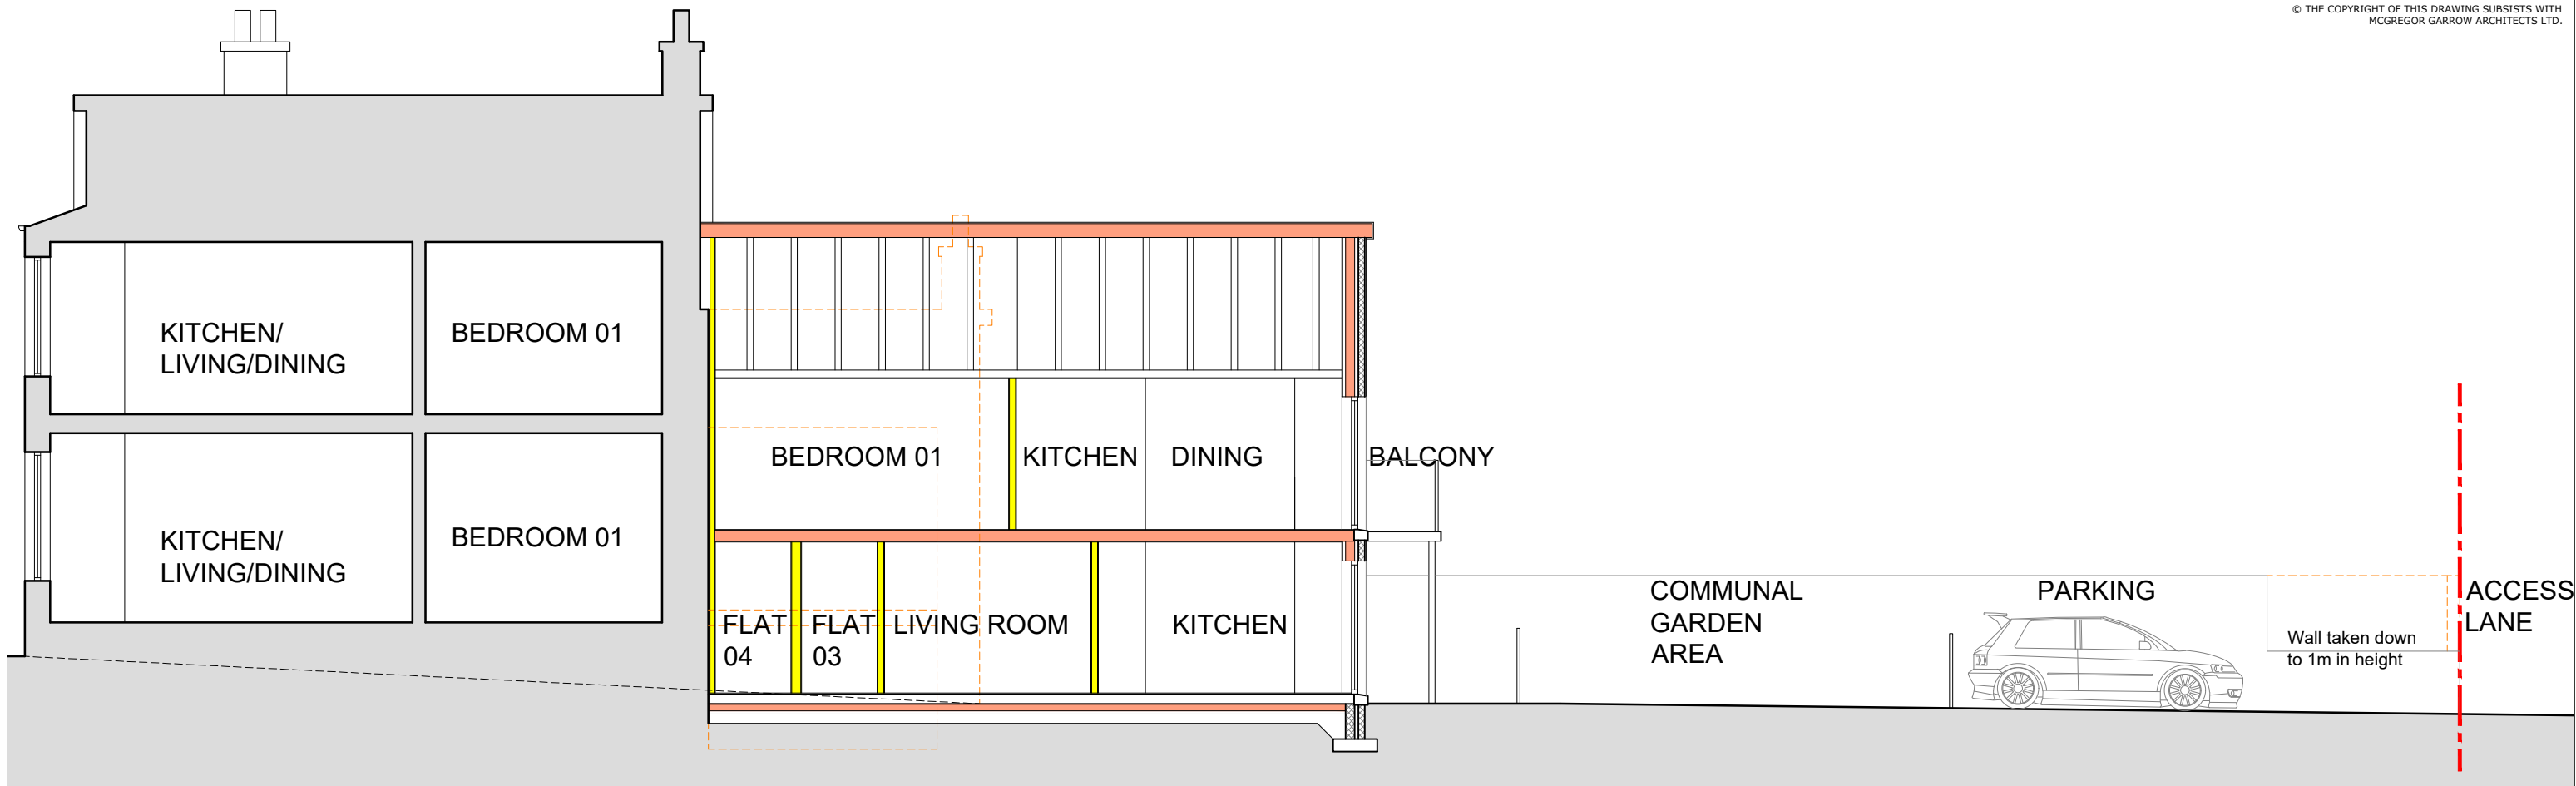 © THE COPYRIGHT OF THIS DRAWING SUBSISTS WITH
MCGREGOR GARROW ARCHITECTS LTD.
KITCHEN/
LIVING/DINING
BEDROOM 01
BEDROOM 01
KITCHEN
DINING
BALCONY
KITCHEN/
LIVING/DINING
BEDROOM 01
FLAT
04
FLAT
03
LIVING ROOM
KITCHEN
COMMUNAL
GARDEN
AREA
PARKING
Wall taken down
to 1m in height
ACCESS
LANE